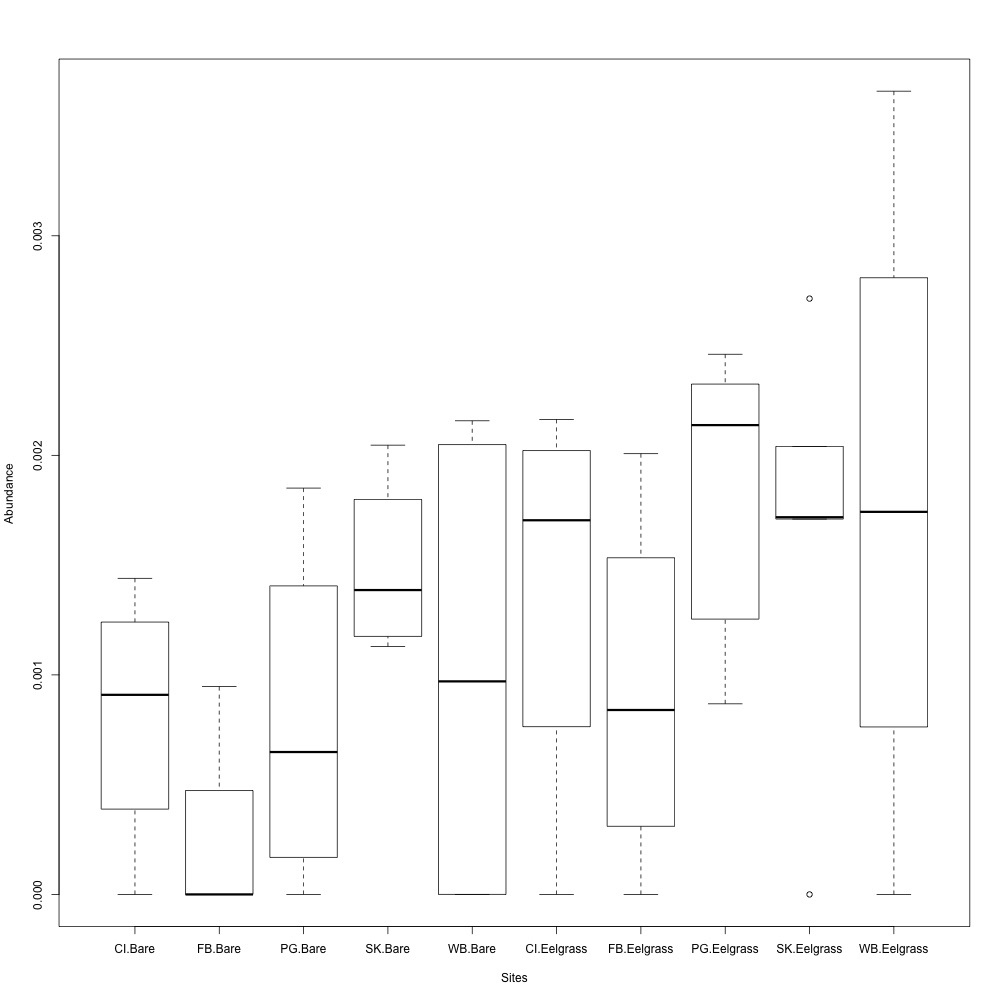 Abundance
0.003
0.002
0.001
0.000
CI.Bare FB.Bare PG.Bare SK.Bare WB.Bare CI.Eelgrass FB.Eelgrass PG.Eelgrass SK.Eelgrass WB.Eelgrass
Sites